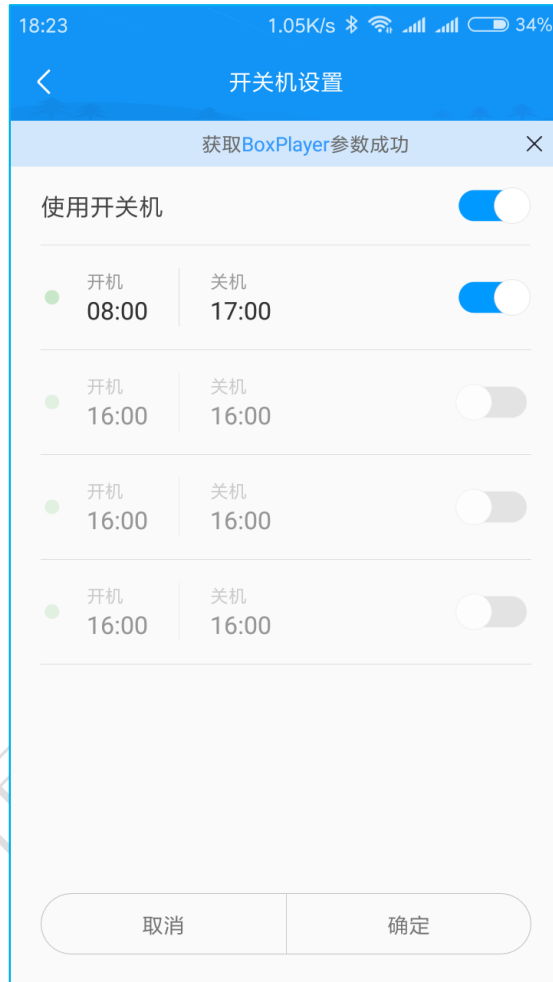 18:23 1.05K/s 34%
开关机设置
获取BoxPlayer参数成功
使用开关机
开机 关机
08:00 17:00
开机 关机
16:00 16:00
开机 关机
16:00 16:00
开机 关机
16:00 16:00
取消 确定